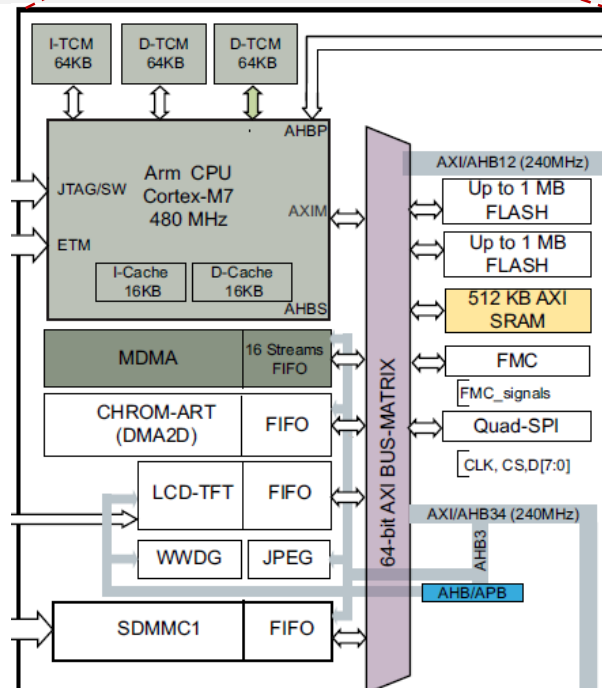 I-TCM
64KB
D-TCM
64KB
D-TCM
64KB
AHBP
Arm CPU
Cortex-M7
480 MHz
JTAG/SW
AXIM
ETM
I-Cache
16KB
D-Cache
16KB
AHBS
MDMA
16 Streams
FIFO
CHROM-ART
(DMA2D)
FIFO
LCD-TFT
FIFO
WWDG
JPEG
SDMMC1
FIFO
64-bit AXI BUS-MATRIX
AXI/AHB12 (240MHz)
Up to 1 MB
FLASH
Up to 1 MB
FLASH
512 KB AXI
SRAM
FMC
FMC_signals
Quad-SPI
CLK, CS,D[7:0]
AXI/AHB34 (240MHz)
AHB3
AHB/APB